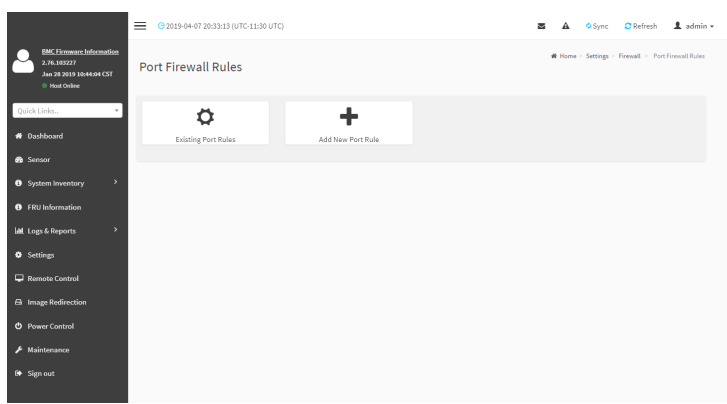 2019-04-07 20:33:13 (UTC-11:30 UTC)
Sync
Refresh
admin
BMC Firmware Information
2.76.103227
Jan 28 2019 10:44:04 CST
Host Online
Quick Links..
Dashboard
Sensor
System Inventory
FRU Information
Logs & Reports
Settings
Remote Control
Image Redirection
Power Control
Maintenance
Sign out
Port Firewall Rules
Home > Settings > Firewall > Port Firewall Rules
Existing Port Rules
Add New Port Rule